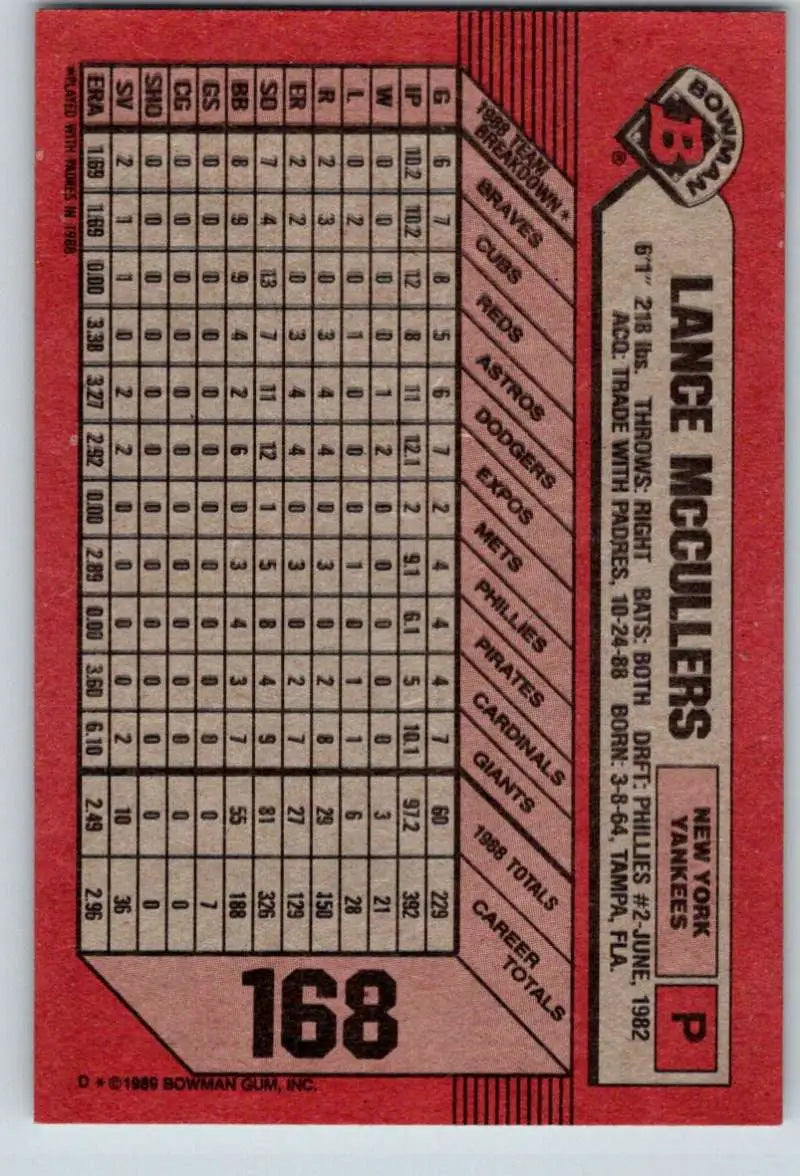 BOWMAN
B
BOWMAN
®
LANCE McCULLERS
NEW YORK
YANKEES
P
6'1" 218 lbs. THROWS: RIGHT BATS: BOTH DRFT: PHILLIES #2-JUNE, 1982
ACQ: TRADE WITH PADRES, 10-24-88 BORN: 3-8-64, TAMPA, FLA.
1988 TEAM
BREAKDOWN*
BRAVES
CUBS
REDS
ASTROS
DODGERS
EXPOS
METS
PHILLIES
PIRATES
CARDINALS
GIANTS
1988 TOTALS
CAREER
TOTALS
G 6 7 8 5 6 7 2 4 4 4 7 60 229
IP 10.2 10.2 12 8 11 12.1 2 9.1 6.1 5 10.1 97.2 392
W 0 0 0 0 1 2 0 0 0 0 0 3 21
L 0 2 0 1 0 0 0 1 0 1 1 6 28
R 2 3 0 3 4 4 0 3 0 2 8 29 150
ER 2 2 0 3 4 4 0 3 0 2 7 27 129
SO 7 4 13 7 11 12 1 5 8 4 9 81 326
BB 8 9 9 4 2 6 0 3 4 3 7 55 188
GS 0 0 0 0 0 0 0 0 0 0 0 0 7
CG 0 0 0 0 0 0 0 0 0 0 0 0 0
SHO 0 0 0 0 0 0 0 0 0 0 0 0 0
SV 2 1 1 0 2 2 0 0 0 0 2 10 36
ERA 1.69 1.69 0.00 3.38 3.27 2.92 0.00 2.89 0.00 3.60 6.10 2.49 2.96
*PLAYED WITH PADRES IN 1988
168
D * © 1989 BOWMAN GUM, INC.